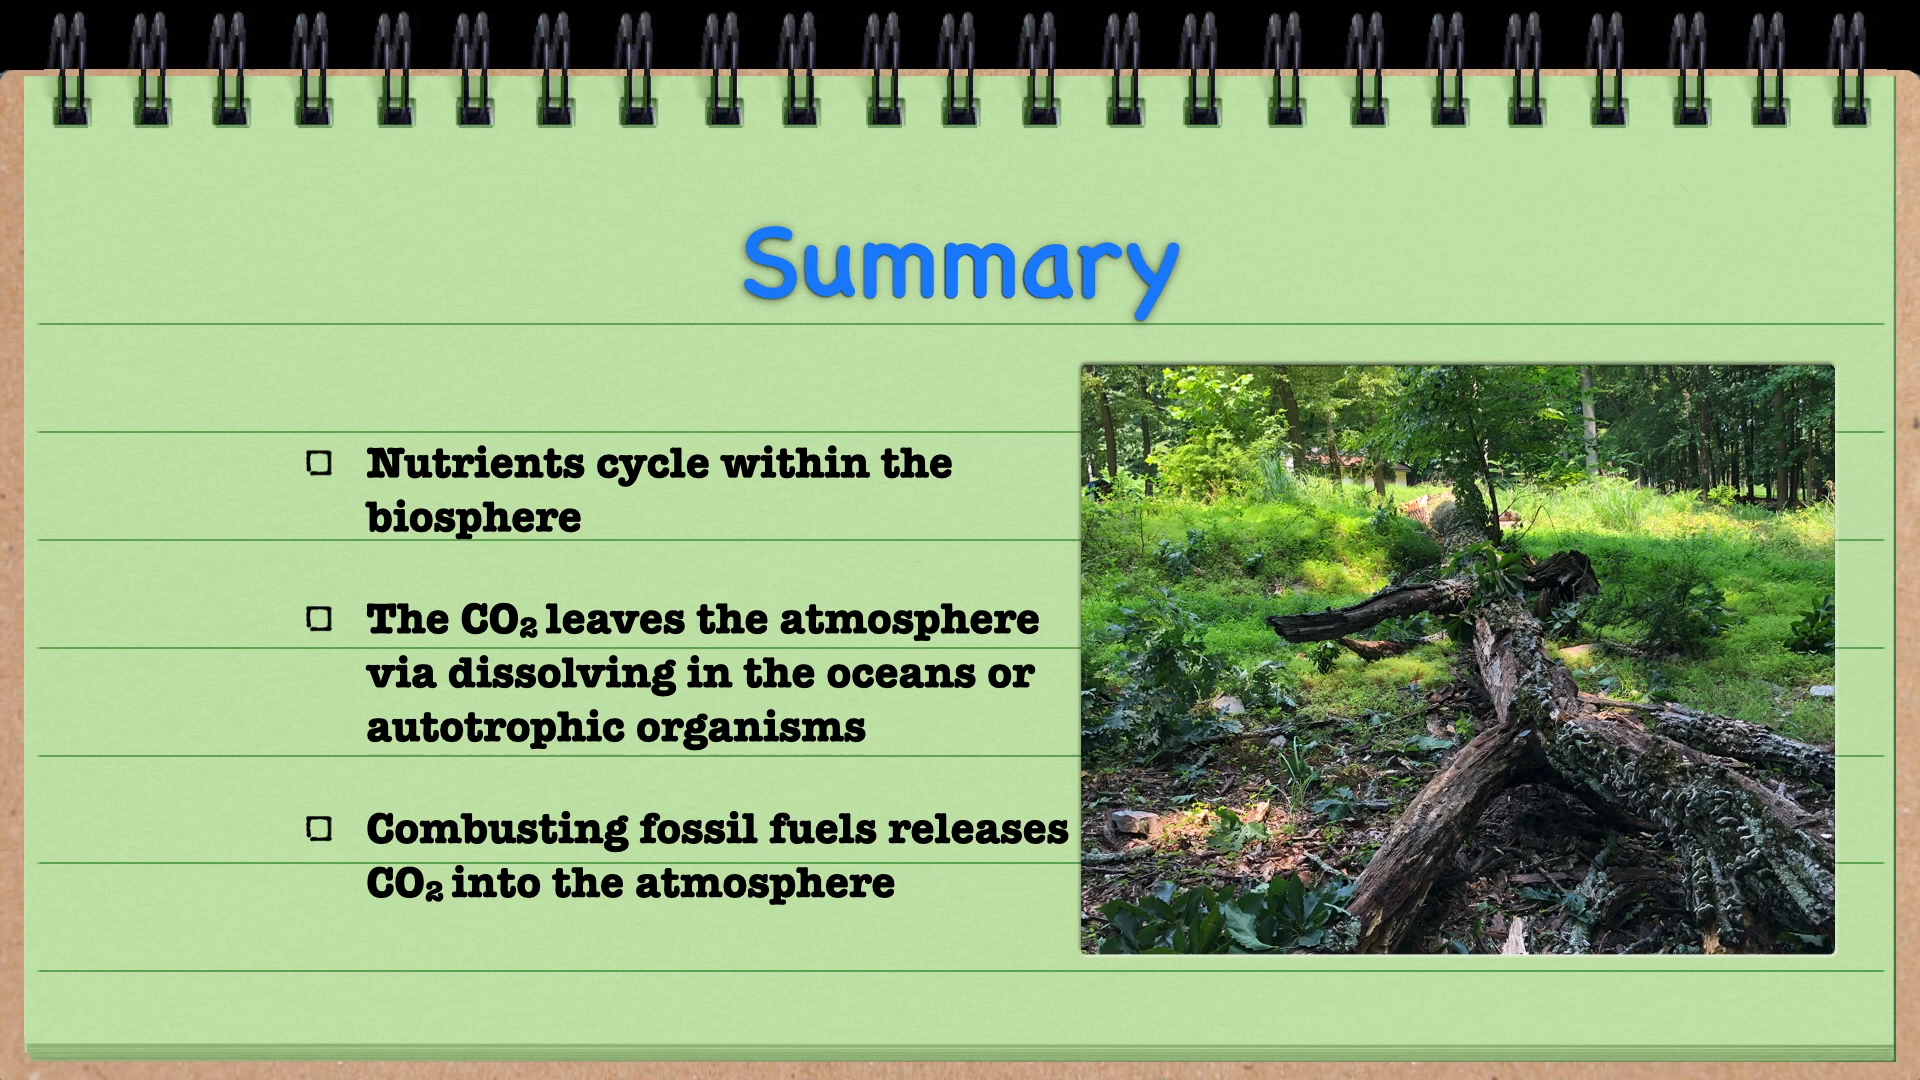 Summary
Nutrients cycle within the
biosphere
The CO₂ leaves the atmosphere
via dissolving in the oceans or
autotrophic organisms
Combusting fossil fuels releases
CO₂ into the atmosphere